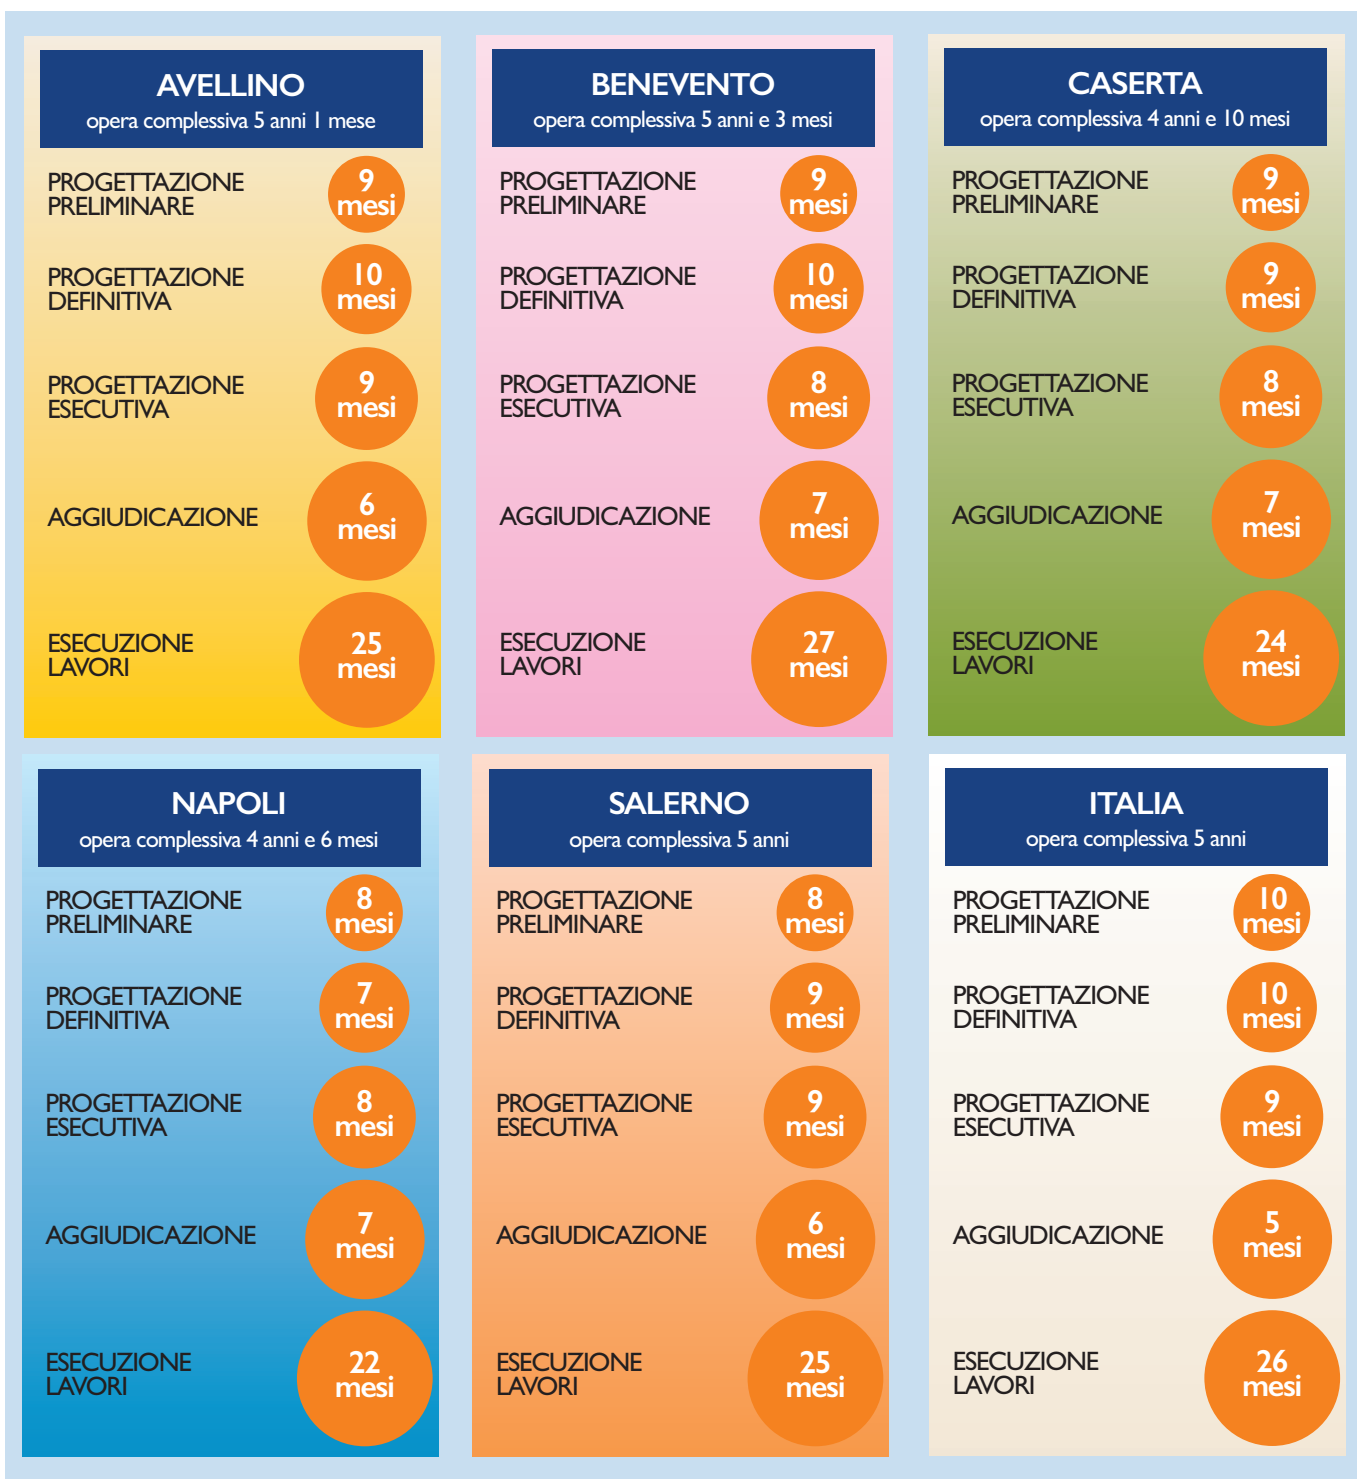 AVELLINO
opera complessiva 5 anni 1 mese
PROGETTAZIONE
PRELIMINARE
9
mesi
PROGETTAZIONE
DEFINITIVA
10
mesi
PROGETTAZIONE
ESECUTIVA
9
mesi
AGGIUDICAZIONE
6
mesi
ESECUZIONE
LAVORI
25
mesi
BENEVENTO
opera complessiva 5 anni e 3 mesi
PROGETTAZIONE
PRELIMINARE
9
mesi
PROGETTAZIONE
DEFINITIVA
10
mesi
PROGETTAZIONE
ESECUTIVA
8
mesi
AGGIUDICAZIONE
7
mesi
ESECUZIONE
LAVORI
27
mesi
CASERTA
opera complessiva 4 anni e 10 mesi
PROGETTAZIONE
PRELIMINARE
9
mesi
PROGETTAZIONE
DEFINITIVA
9
mesi
PROGETTAZIONE
ESECUTIVA
8
mesi
AGGIUDICAZIONE
7
mesi
ESECUZIONE
LAVORI
24
mesi
NAPOLI
opera complessiva 4 anni e 6 mesi
PROGETTAZIONE
PRELIMINARE
8
mesi
PROGETTAZIONE
DEFINITIVA
7
mesi
PROGETTAZIONE
ESECUTIVA
8
mesi
AGGIUDICAZIONE
7
mesi
ESECUZIONE
LAVORI
22
mesi
SALERNO
opera complessiva 5 anni
PROGETTAZIONE
PRELIMINARE
8
mesi
PROGETTAZIONE
DEFINITIVA
9
mesi
PROGETTAZIONE
ESECUTIVA
9
mesi
AGGIUDICAZIONE
6
mesi
ESECUZIONE
LAVORI
25
mesi
ITALIA
opera complessiva 5 anni
PROGETTAZIONE
PRELIMINARE
10
mesi
PROGETTAZIONE
DEFINITIVA
10
mesi
PROGETTAZIONE
ESECUTIVA
9
mesi
AGGIUDICAZIONE
5
mesi
ESECUZIONE
LAVORI
26
mesi